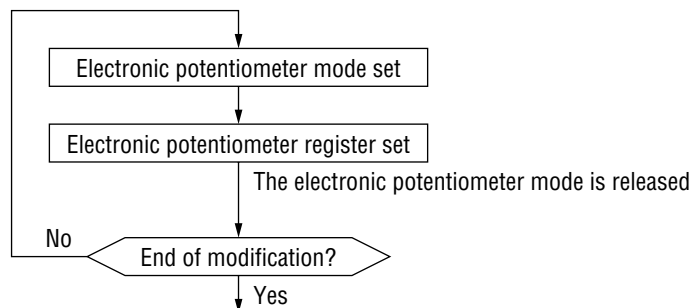 Electronic potentiometer mode set
Electronic potentiometer register set
The electronic potentiometer mode is released
No
End of modification?
Yes